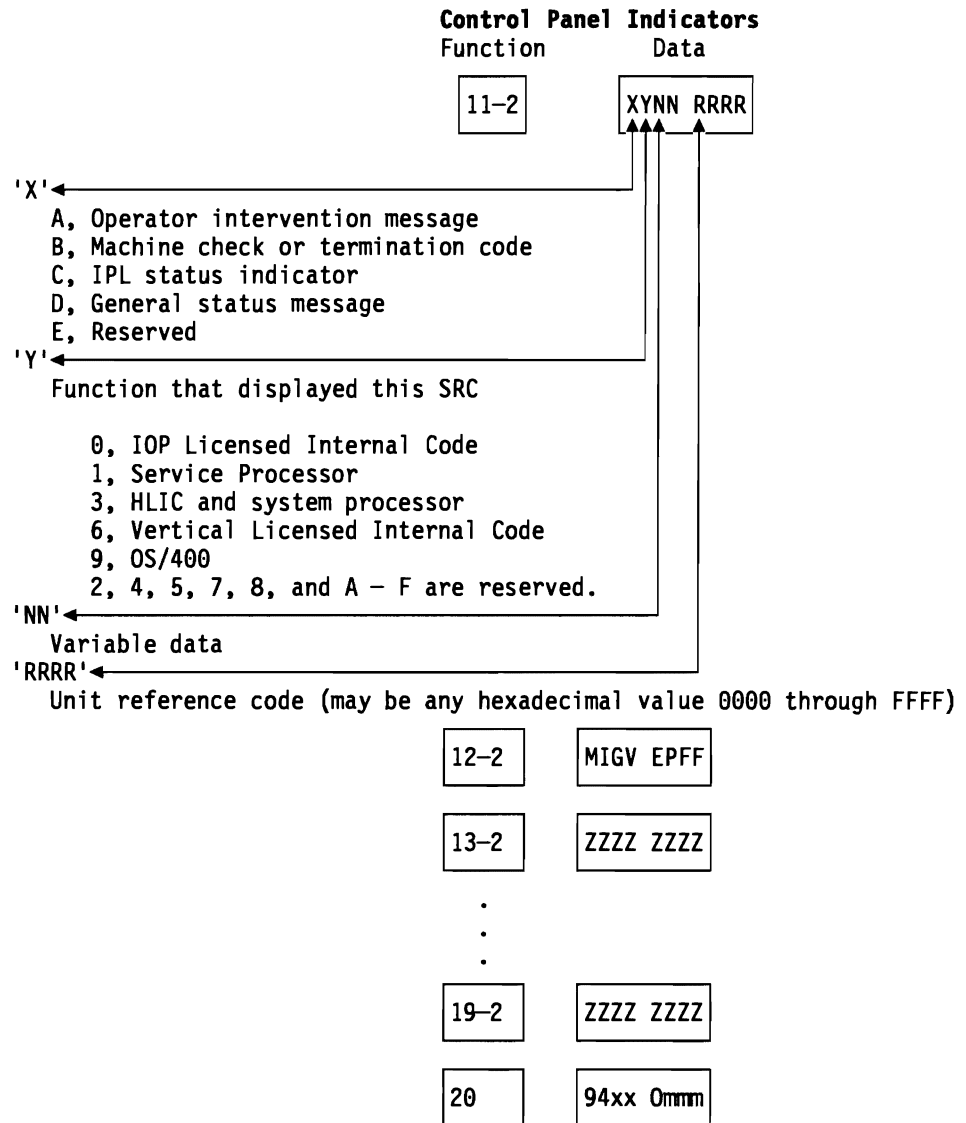 Control Panel Indicators
Function Data
11–2 XYNN RRRR
'X'
A, Operator intervention message
B, Machine check or termination code
C, IPL status indicator
D, General status message
E, Reserved
'Y'
Function that displayed this SRC
0, IOP Licensed Internal Code
1, Service Processor
3, HLIC and system processor
6, Vertical Licensed Internal Code
9, OS/400
2, 4, 5, 7, 8, and A – F are reserved.
'NN'
Variable data
'RRRR'
Unit reference code (may be any hexadecimal value 0000 through FFFF)
12–2 MIGV EPFF
13–2 ZZZZ ZZZZ
.
.
.
19–2 ZZZZ ZZZZ
20 94xx 0mmm